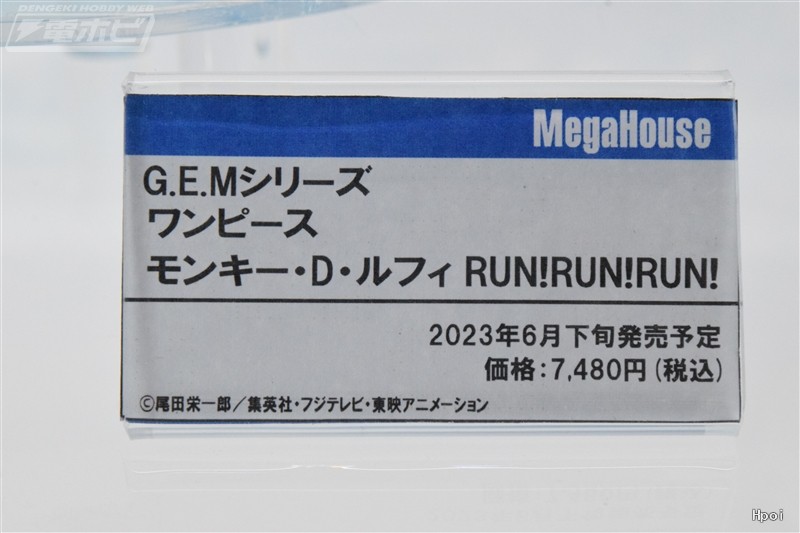 DENGEKI HOBBY WEB
電ホビ
MegaHouse
G.E.Mシリーズ
ワンピース
モンキー・D・ルフィ RUN!RUN!RUN!
2023年6月下旬発売予定
価格:7,480円(税込)
©尾田栄一郎/集英社・フジテレビ・東映アニメーション
Hpoi